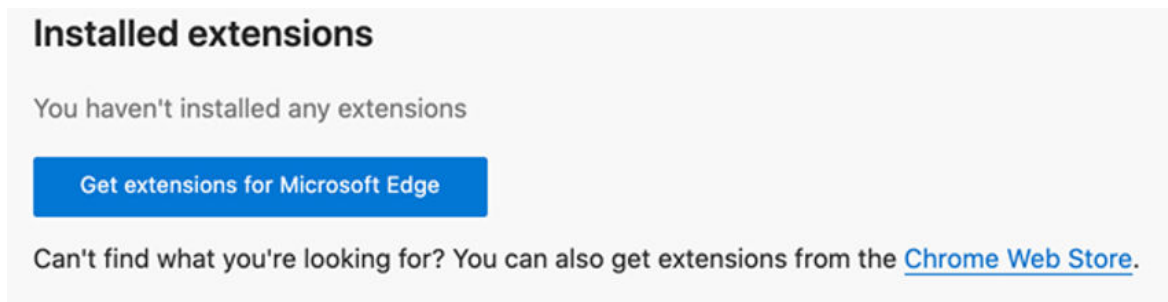 Installed extensions
You haven't installed any extensions
Get extensions for Microsoft Edge
Can't find what you're looking for? You can also get extensions from the Chrome Web Store.